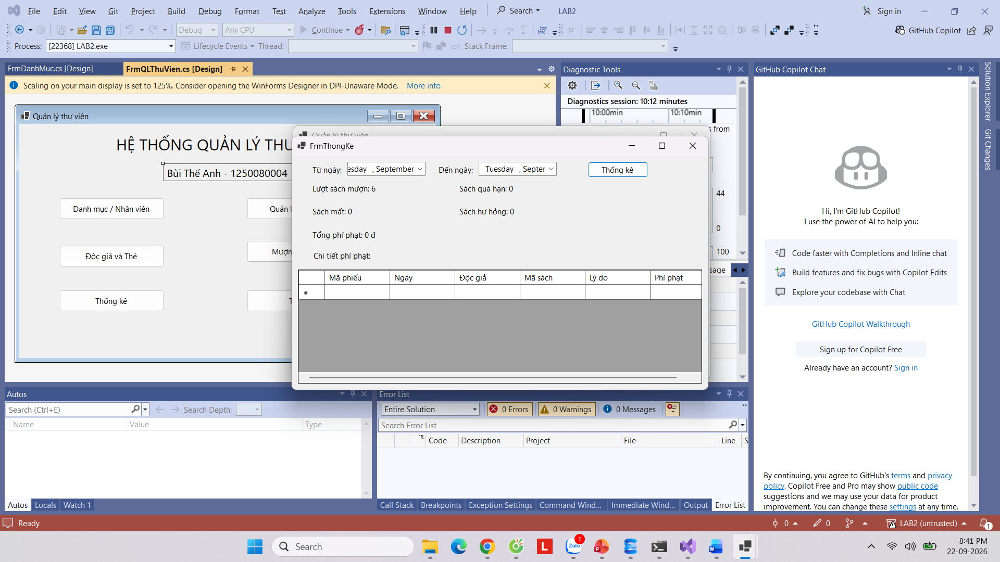 File Edit View Git Project Build Debug Format Test Analyze Tools Extensions Window Help Search LAB2 Sign in
Debug Any CPU Continue GitHub Copilot
Process: [22368] LAB2.exe Lifecycle Events Thread: Stack Frame:
FrmDanhMuc.cs [Design] FrmQLThuVien.cs [Design]
Scaling on your main display is set to 125%. Consider opening the WinForms Designer in DPI-Unaware Mode. More info
Quản lý thư viện
HỆ THỐNG QUẢN LÝ THU
Bùi Thế Anh - 1250080004
Danh mục / Nhân viên
Quản l
Độc giả và Thẻ
Mượn
Thống kê
T
Quản lý thư viện
FrmThongKe
Từ ngày: esday , September Đến ngày: Tuesday , Septer Thống kê
Lượt sách mượn: 6 Sách quá hạn: 0
Sách mất: 0 Sách hư hỏng: 0
Tổng phí phạt: 0 đ
Chi tiết phí phạt:
Mã phiếu Ngày Độc giả Mã sách Lý do Phí phạt
Diagnostic Tools
Diagnostics session: 10:12 minutes
10:00min 10:10min
s from
44
0
100
sage
GitHub Copilot Chat
Hi, I'm GitHub Copilot!
I use the power of AI to help you:
Code faster with Completions and Inline chat
Build features and fix bugs with Copilot Edits
Explore your codebase with Chat
GitHub Copilot Walkthrough
Sign up for Copilot Free
Already have an account? Sign in
By continuing, you agree to GitHub's terms and privacy
policy. Copilot Free and Pro may show public code
suggestions and we may use your data for product
improvement. You can change these settings at any time.
Solution Explorer
Git Changes
Autos
Search (Ctrl+E) Search Depth:
Name Value Type
Autos Locals Watch 1
Error List
Entire Solution 0 Errors 0 Warnings 0 Messages
Search Error List
Code Description Project File Line S
Call Stack Breakpoints Exception Settings Command Wind... Immediate Wind... Output Error List
Ready 0 0 LAB2 (untrusted) 1
Search L Zalo 1 8:41 PM
22-09-2026